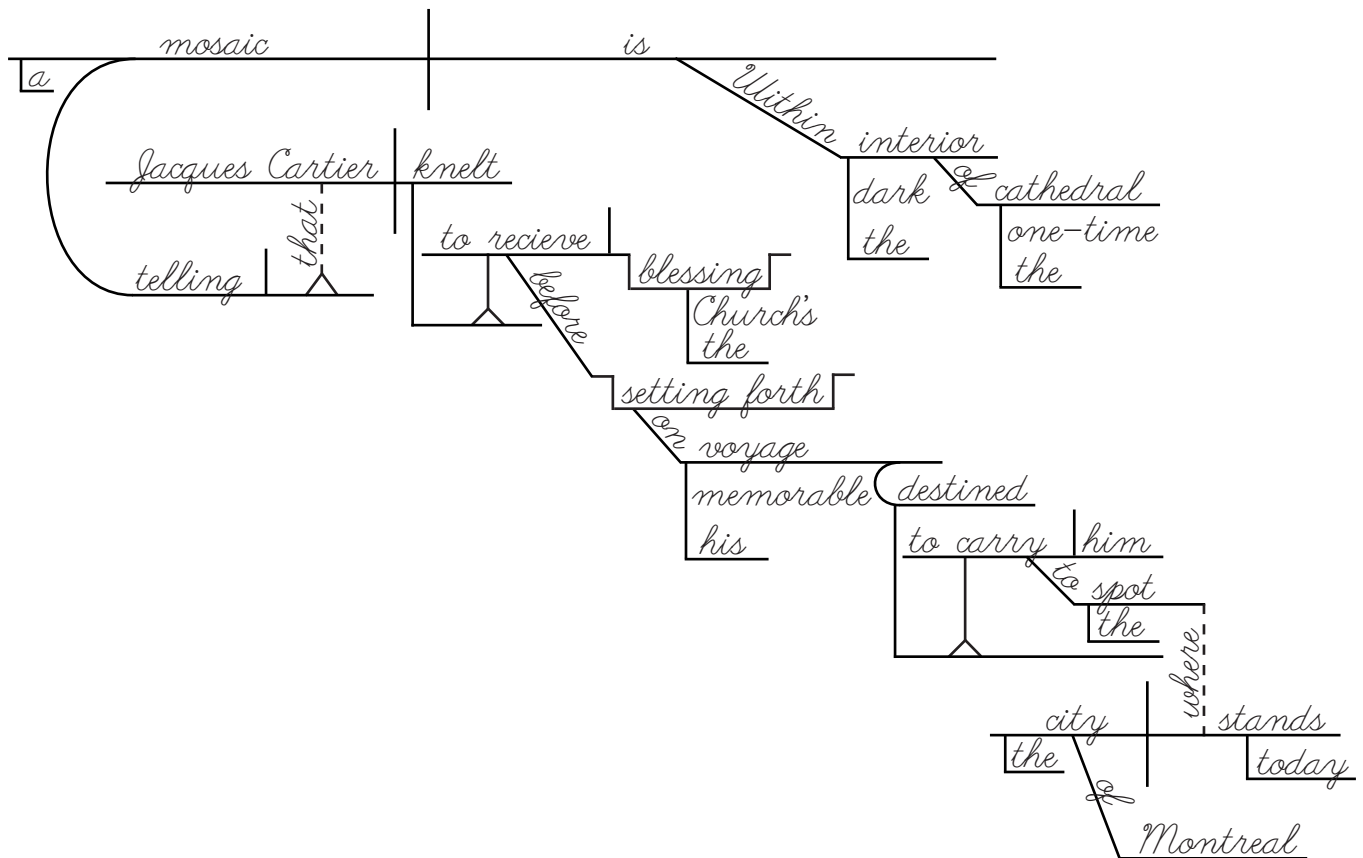 mosaic is
a
Within
interior
Jacques Cartier knelt
of cathedral
dark
the
one-time
the
that
to recieve
blessing
telling
before
Church's
the
setting forth
on voyage
memorable destined
his
to carry him
to spot
the
where
city stands
the
today
of
Montreal